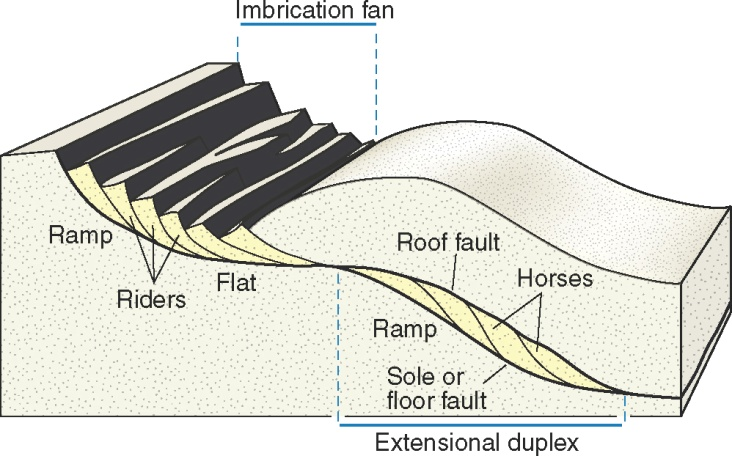 Imbrication fan
Ramp
Riders
Flat
Roof fault
Horses
Ramp
Sole or
floor fault
Extensional duplex